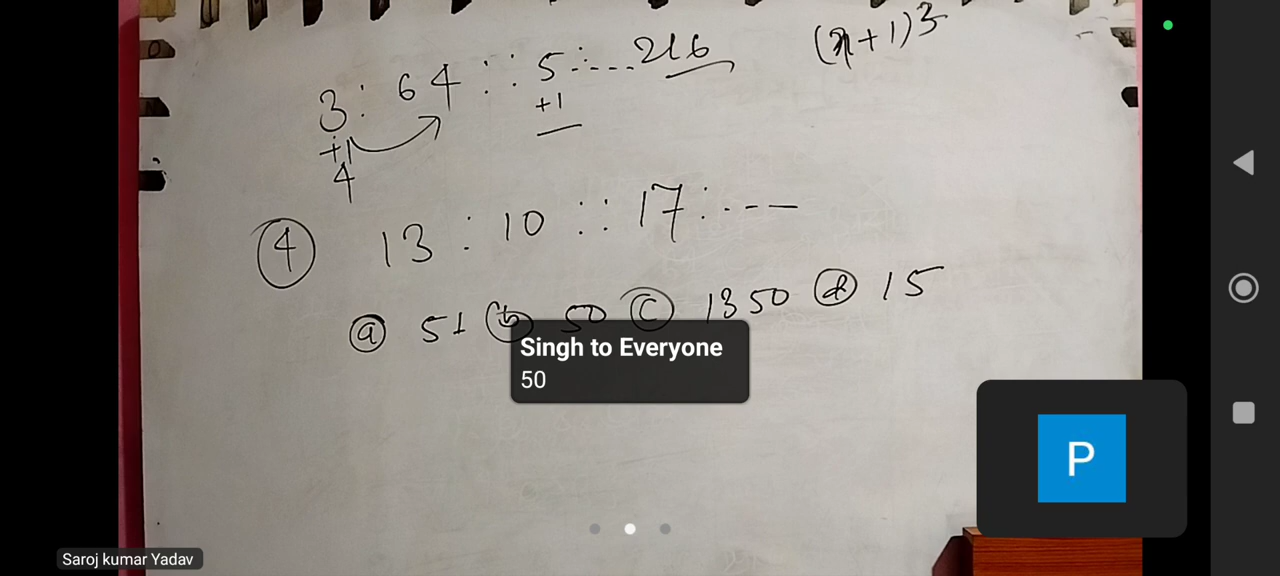 3 : 64 :: 5 : ---- 216
(x+1)3
+1
+1
4
4 13 : 10 :: 17 : ---
a 51 b 50 c 1350 d 15
Singh to Everyone
50
P
Saroj kumar Yadav